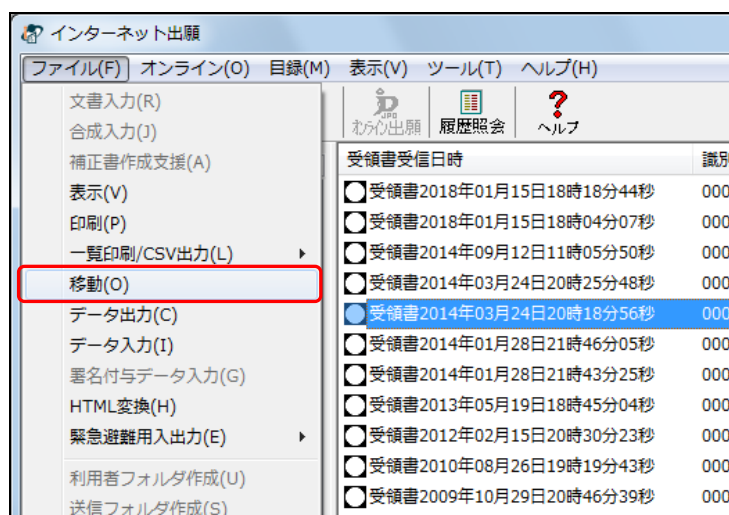 インターネット出願
ファイル(F) オンライン(O) 目録(M) 表示(V) ツール(T) ヘルプ(H)
文書入力(R)
合成入力(J)
補正書作成支援(A)
表示(V)
印刷(P)
一覧印刷/CSV出力(L)
移動(O)
データ出力(C)
データ入力(I)
署名付与データ入力(G)
HTML変換(H)
緊急避難用入出力(E)
利用者フォルダ作成(U)
送信フォルダ作成(S)
JPO
オンライン出願 履歴照会 ヘルプ
受領書受信日時 識別
受領書2018年01月15日18時18分44秒 000
受領書2018年01月15日18時04分07秒 000
受領書2014年09月12日11時05分50秒 000
受領書2014年03月24日20時25分48秒 000
受領書2014年03月24日20時18分56秒 000
受領書2014年01月28日21時46分05秒 000
受領書2014年01月28日21時43分25秒 000
受領書2013年05月19日18時45分04秒 000
受領書2012年02月15日20時30分23秒 000
受領書2010年08月26日19時19分43秒 000
受領書2009年10月29日20時46分39秒 000